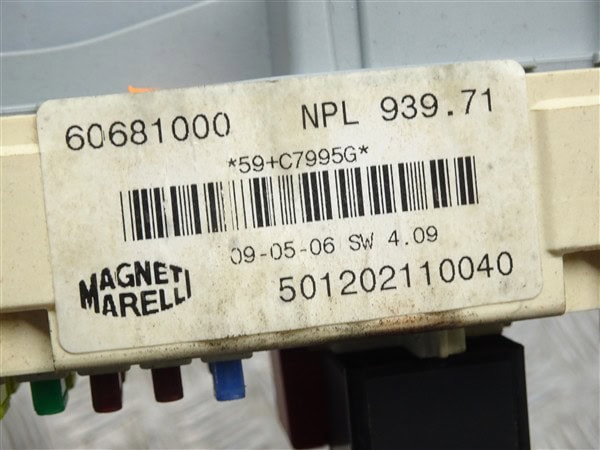 60681000 NPL 939.71
*59+C7995G*
09-05-06 SW 4.09
MAGNETI
MARELLI
501202110040